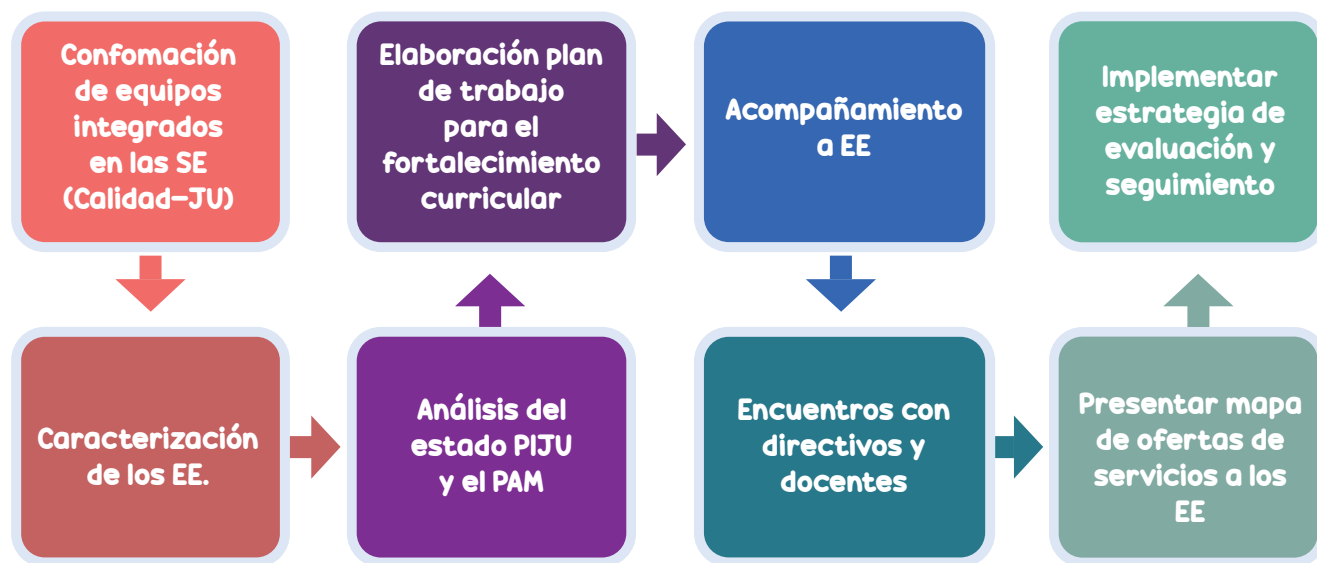 Confomación
de equipos
integrados
en las SE
(Calidad-JU)
Caracterización
de los EE.
Análisis del
estado PIJU
y el PAM
Elaboración plan
de trabajo
para el
fortalecimiento
curricular
Acompañamiento
a EE
Encuentros con
directivos y
docentes
Presentar mapa
de ofertas de
servicios a los
EE
Implementar
estrategia de
evaluación y
seguimiento